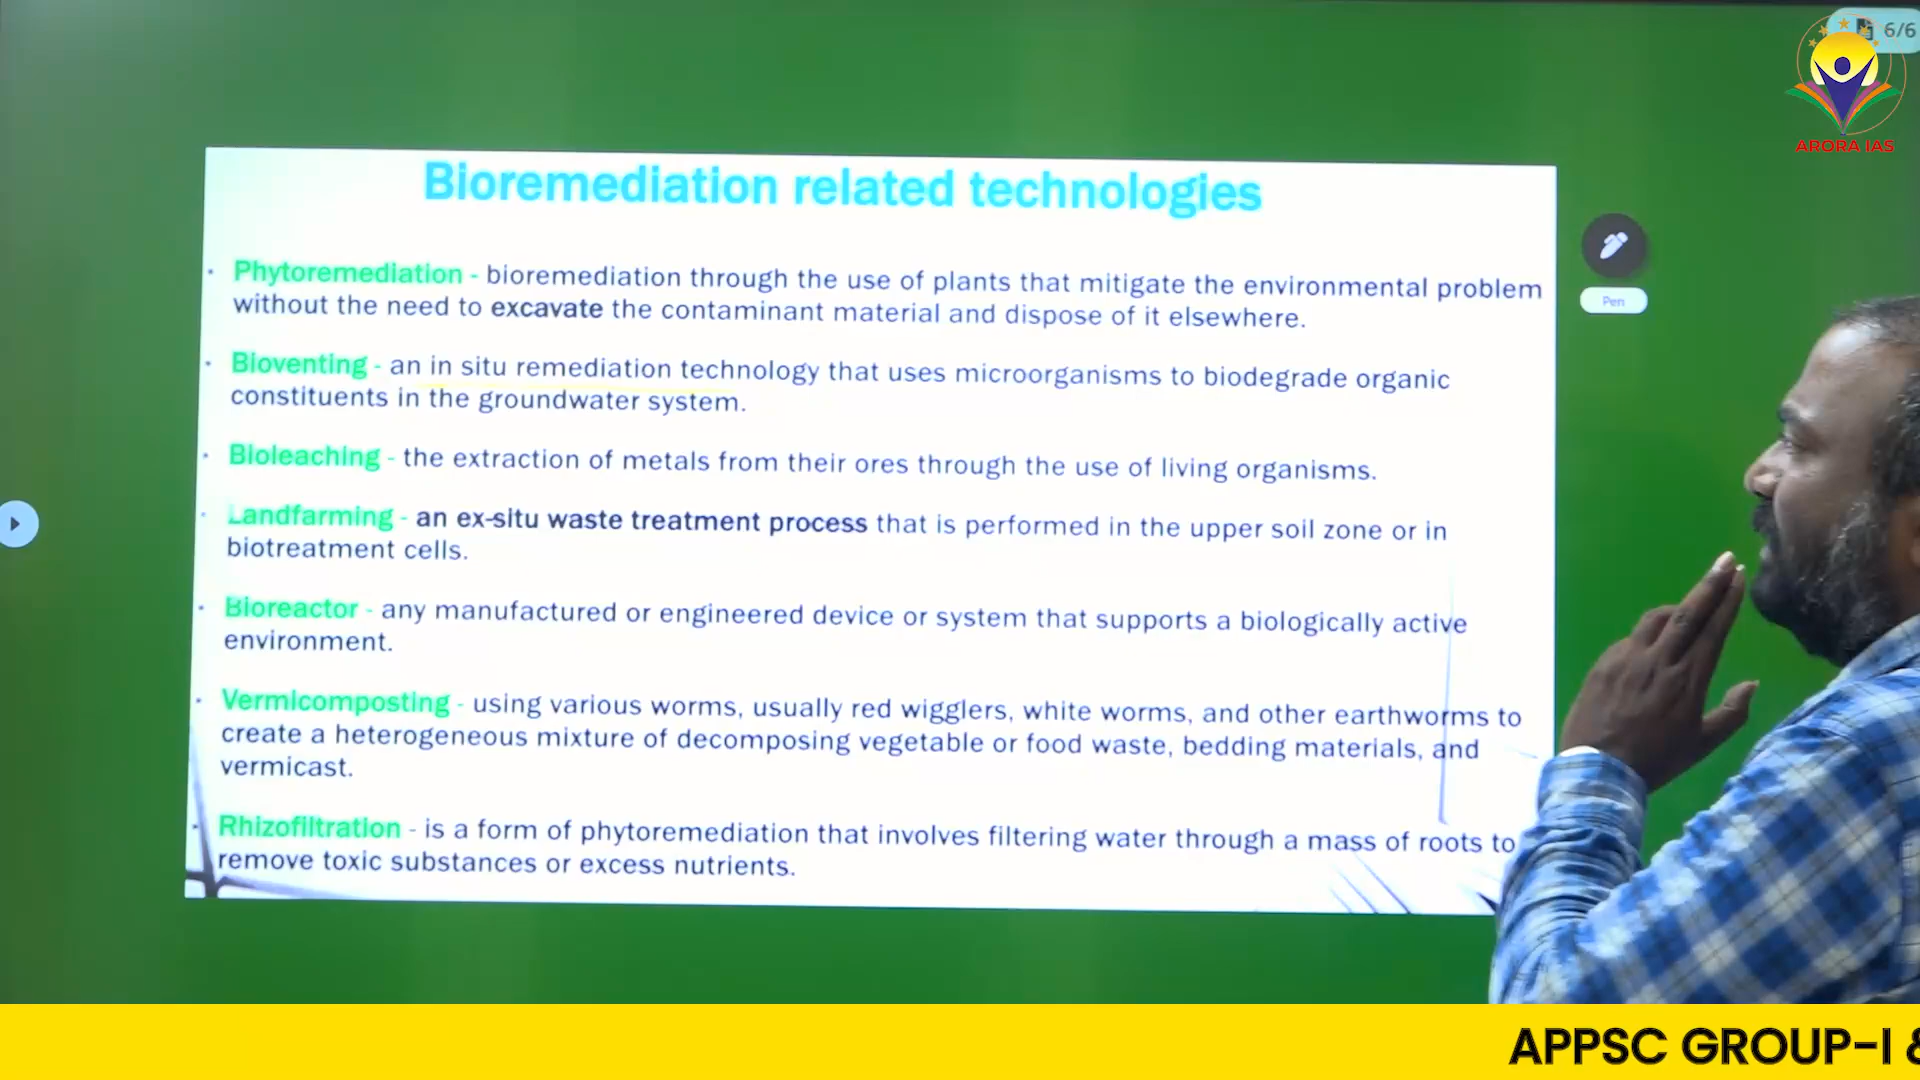 6/6
ARORA IAS
Bioremediation related technologies
Pen
• Phytoremediation - bioremediation through the use of plants that mitigate the environmental problem
without the need to excavate the contaminant material and dispose of it elsewhere.
• Bioventing - an in situ remediation technology that uses microorganisms to biodegrade organic
constituents in the groundwater system.
• Bioleaching - the extraction of metals from their ores through the use of living organisms.
• Landfarming - an ex-situ waste treatment process that is performed in the upper soil zone or in
biotreatment cells.
• Bioreactor - any manufactured or engineered device or system that supports a biologically active
environment.
• Vermicomposting - using various worms, usually red wigglers, white worms, and other earthworms to
create a heterogeneous mixture of decomposing vegetable or food waste, bedding materials, and
vermicast.
• Rhizofiltration - is a form of phytoremediation that involves filtering water through a mass of roots to
remove toxic substances or excess nutrients.
APPSC GROUP-I &